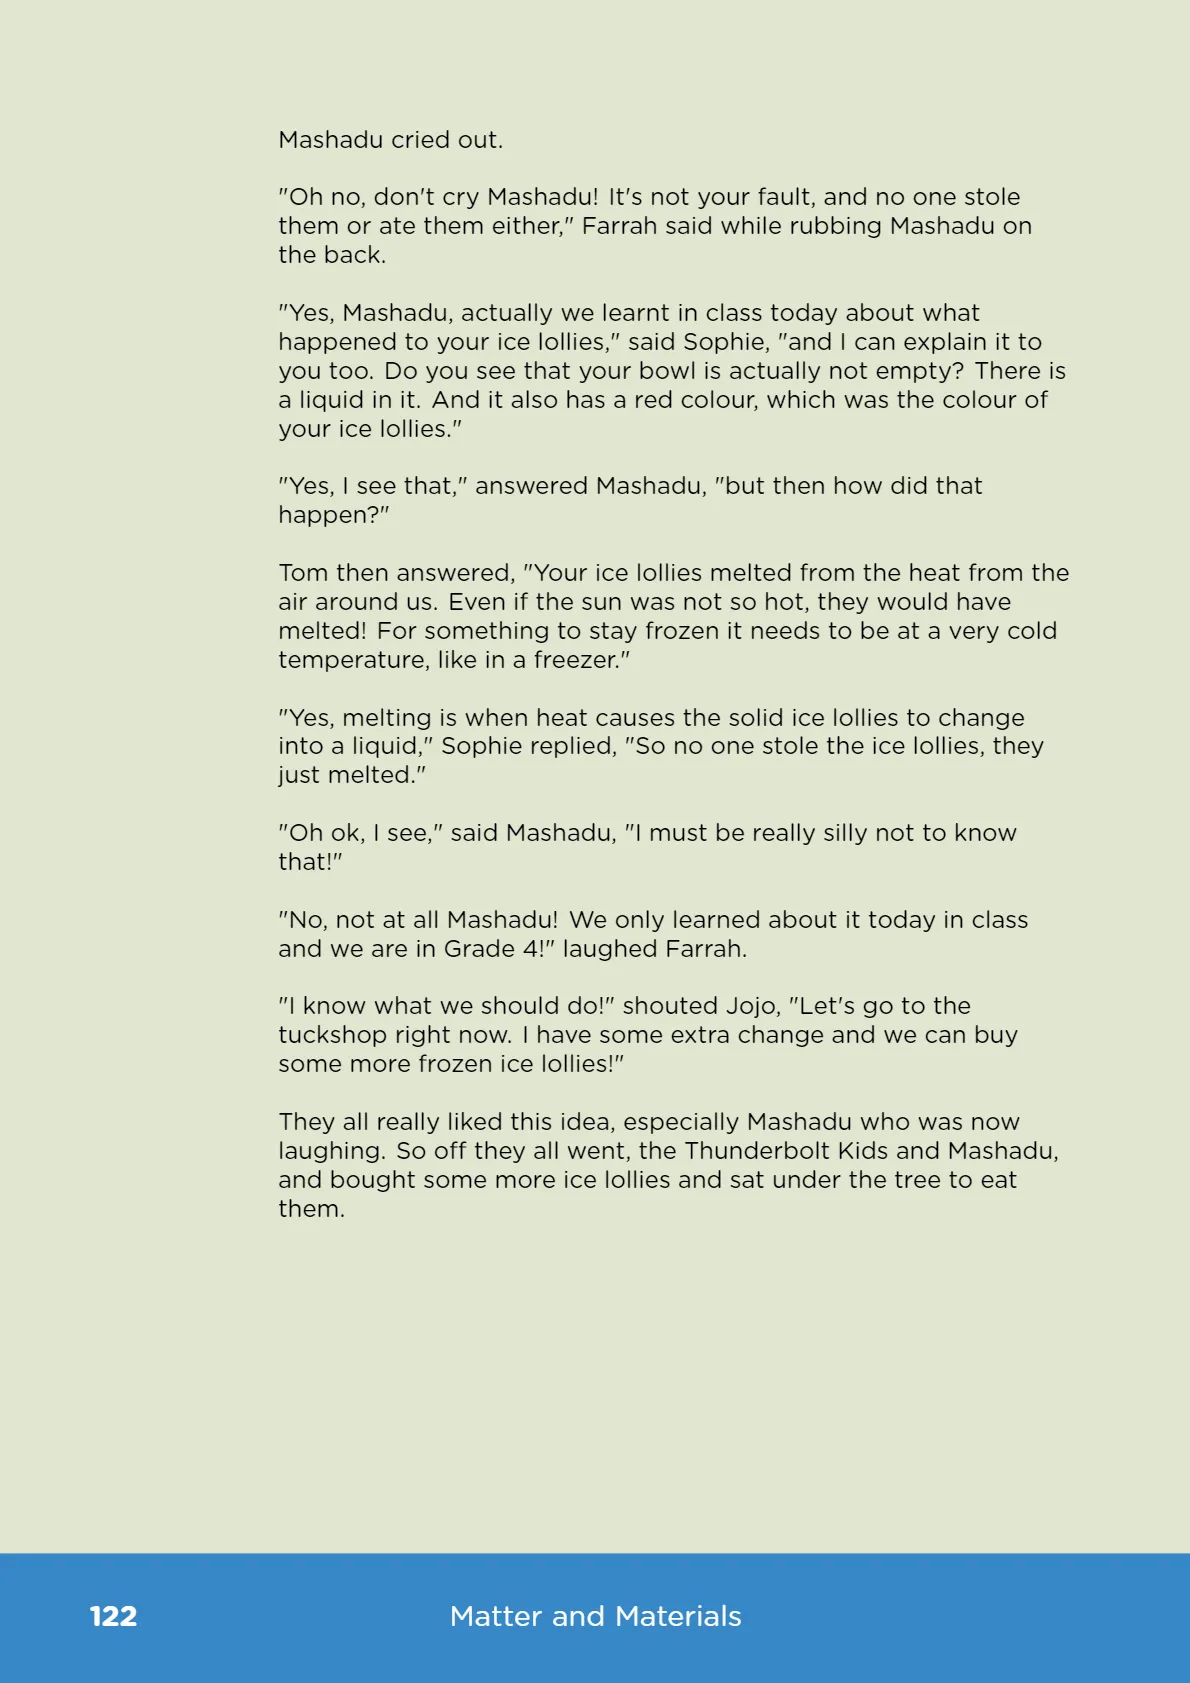 Mashadu cried out.
"Oh no, don't cry Mashadu! It's not your fault, and no one stole
them or ate them either," Farrah said while rubbing Mashadu on
the back.
"Yes, Mashadu, actually we learnt in class today about what
happened to your ice lollies," said Sophie, "and I can explain it to
you too. Do you see that your bowl is actually not empty? There is
a liquid in it. And it also has a red colour, which was the colour of
your ice lollies."
"Yes, I see that," answered Mashadu, "but then how did that
happen?"
Tom then answered, "Your ice lollies melted from the heat from the
air around us. Even if the sun was not so hot, they would have
melted! For something to stay frozen it needs to be at a very cold
temperature, like in a freezer."
"Yes, melting is when heat causes the solid ice lollies to change
into a liquid," Sophie replied, "So no one stole the ice lollies, they
just melted."
"Oh ok, I see," said Mashadu, "I must be really silly not to know
that!"
"No, not at all Mashadu! We only learned about it today in class
and we are in Grade 4!" laughed Farrah.
"I know what we should do!" shouted Jojo, "Let's go to the
tuckshop right now. I have some extra change and we can buy
some more frozen ice lollies!"
They all really liked this idea, especially Mashadu who was now
laughing. So off they all went, the Thunderbolt Kids and Mashadu,
and bought some more ice lollies and sat under the tree to eat
them.
122 Matter and Materials